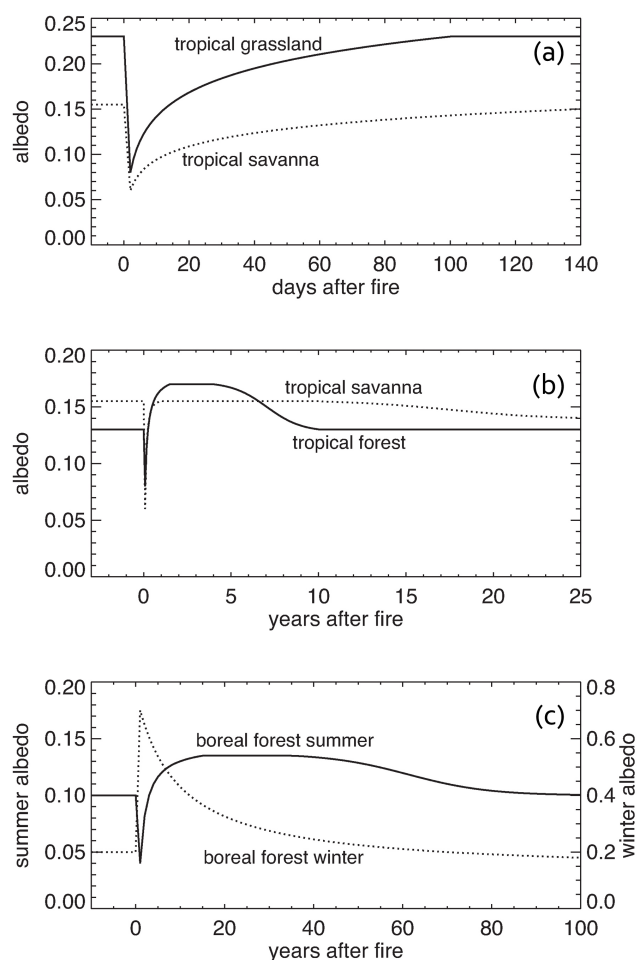 0.25
(a)
tropical grassland
0.20
0.15
albedo
tropical savanna
0.10
0.05
0.00
0 20 40 60 80 100 120 140
days after fire
0.20
(b)
tropical savanna
0.15
tropical forest
albedo
0.10
0.05
0.00
0 5 10 15 20 25
years after fire
0.20 0.8
(c)
boreal forest summer
0.15 0.6
summer albedo
0.10 0.4
winter albedo
boreal forest winter
0.05 0.2
0.00 0.0
0 20 40 60 80 100
years after fire